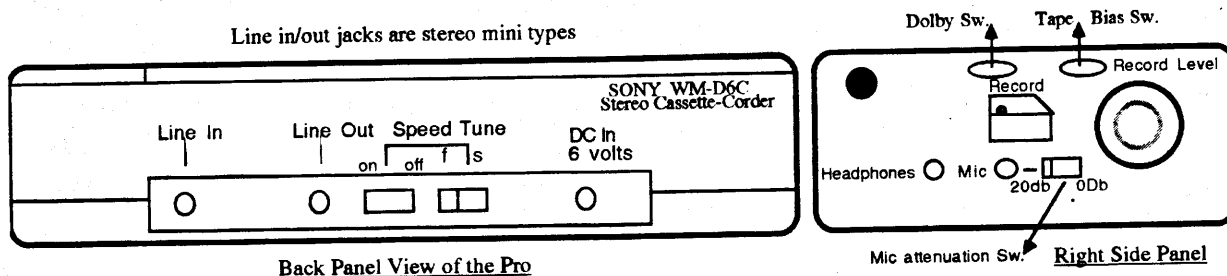 Line in/out jacks are stereo mini types
SONY WM-D6C
Stereo Cassette-Corder
Line In
Line Out
Speed Tune
on
off
f
s
DC In
6 volts
Back Panel View of the Pro
Dolby Sw.
Tape Bias Sw.
Record Level
Record
Headphones
Mic
20db
0Db
Mic attenuation Sw.
Right Side Panel